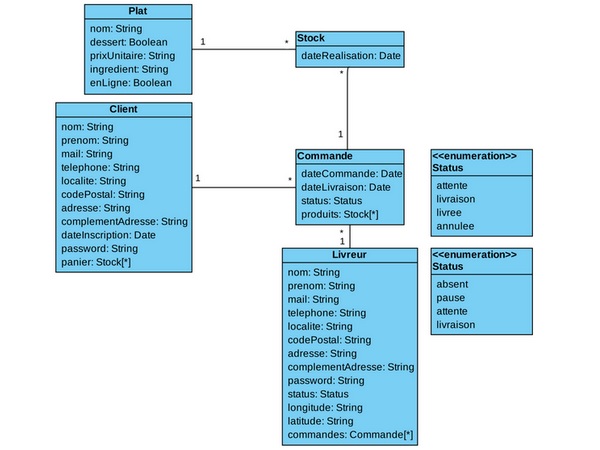 Plat
nom: String
dessert: Boolean
prixUnitaire: String
ingredient: String
enLigne: Boolean
1
*
Stock
dateRealisation: Date
*
1
Client
nom: String
prenom: String
mail: String
telephone: String
localite: String
codePostal: String
adresse: String
complementAdresse: String
dateInscription: Date
password: String
panier: Stock[*]
1
*
Commande
dateCommande: Date
dateLivraison: Date
status: Status
produits: Stock[*]
*
1
<<enumeration>>
Status
attente
livraison
livree
annulee
Livreur
nom: String
prenom: String
mail: String
telephone: String
localite: String
codePostal: String
adresse: String
complementAdresse: String
password: String
status: Status
longitude: String
latitude: String
commandes: Commande[*]
<<enumeration>>
Status
absent
pause
attente
livraison